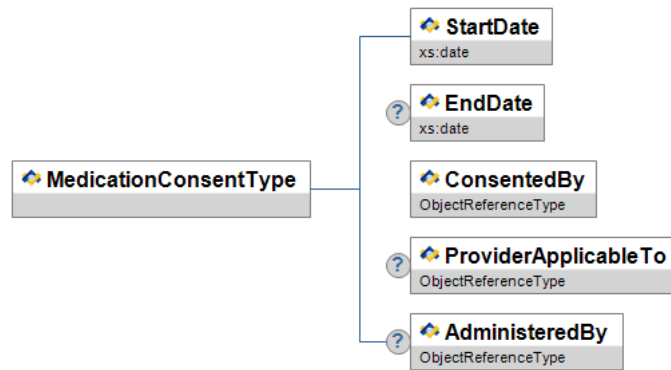 StartDate
xs:date
?
EndDate
xs:date
MedicationConsentType
ConsentedBy
ObjectReferenceType
?
ProviderApplicableTo
ObjectReferenceType
?
AdministeredBy
ObjectReferenceType